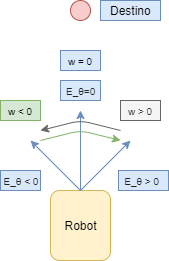 Destino
w = 0
E_θ=0
w < 0
w > 0
E_θ < 0
E_θ > 0
Robot